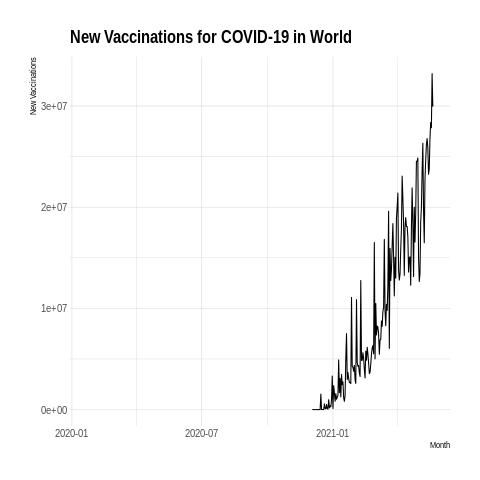 New Vaccinations for COVID-19 in World
New Vaccinations
3e+07
2e+07
1e+07
0e+00
2020-01 2020-07 2021-01
Month